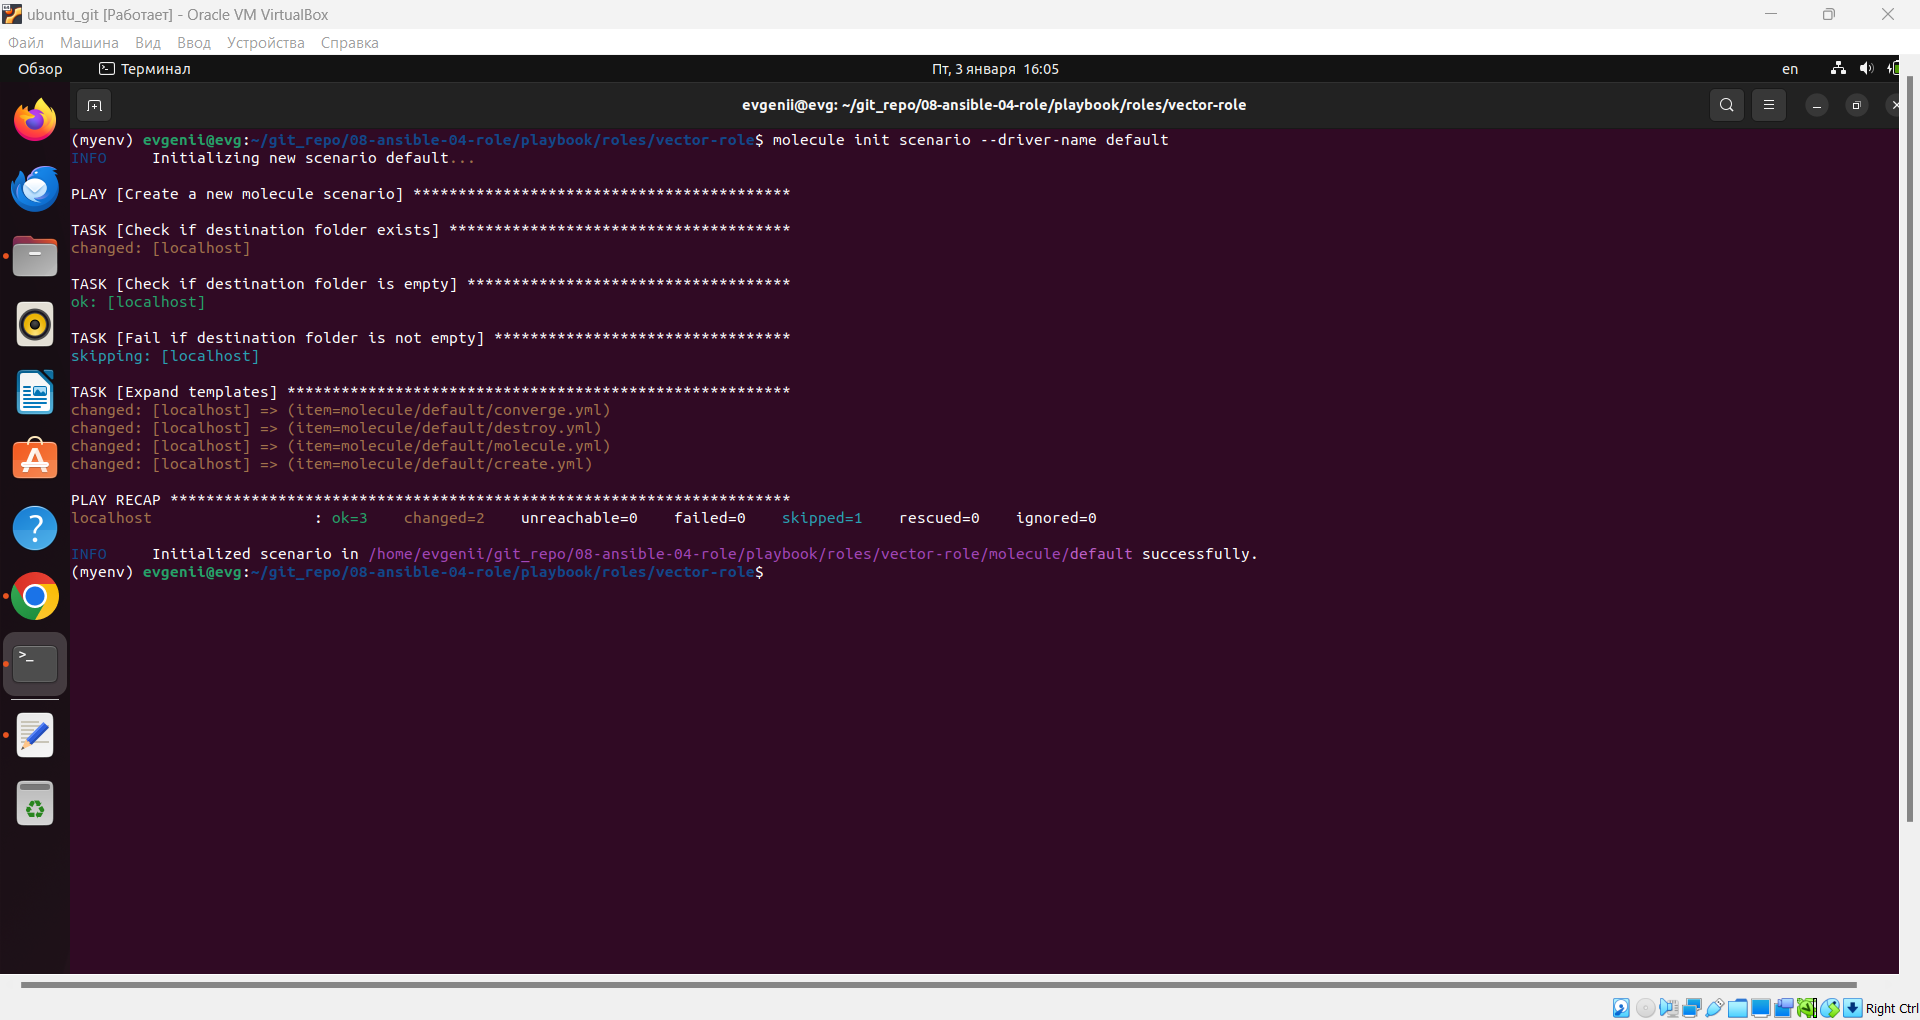 ubuntu_git [Работает] - Oracle VM VirtualBox
Файл Машина Вид Ввод Устройства Справка
Обзор Терминал Пт, 3 января 16:05 en
evgenii@evg: ~/git_repo/08-ansible-04-role/playbook/roles/vector-role
(myenv) evgenii@evg:~/git_repo/08-ansible-04-role/playbook/roles/vector-role$ molecule init scenario --driver-name default
INFO     Initializing new scenario default...
PLAY [Create a new molecule scenario] ******************************************
TASK [Check if destination folder exists] **************************************
changed: [localhost]
TASK [Check if destination folder is empty] ************************************
ok: [localhost]
TASK [Fail if destination folder is not empty] *********************************
skipping: [localhost]
TASK [Expand templates] ********************************************************
changed: [localhost] => (item=molecule/default/converge.yml)
changed: [localhost] => (item=molecule/default/destroy.yml)
changed: [localhost] => (item=molecule/default/molecule.yml)
changed: [localhost] => (item=molecule/default/create.yml)
PLAY RECAP *********************************************************************
localhost                  : ok=3    changed=2    unreachable=0    failed=0    skipped=1    rescued=0    ignored=0
INFO     Initialized scenario in /home/evgenii/git_repo/08-ansible-04-role/playbook/roles/vector-role/molecule/default successfully.
(myenv) evgenii@evg:~/git_repo/08-ansible-04-role/playbook/roles/vector-role$
Right Ctrl